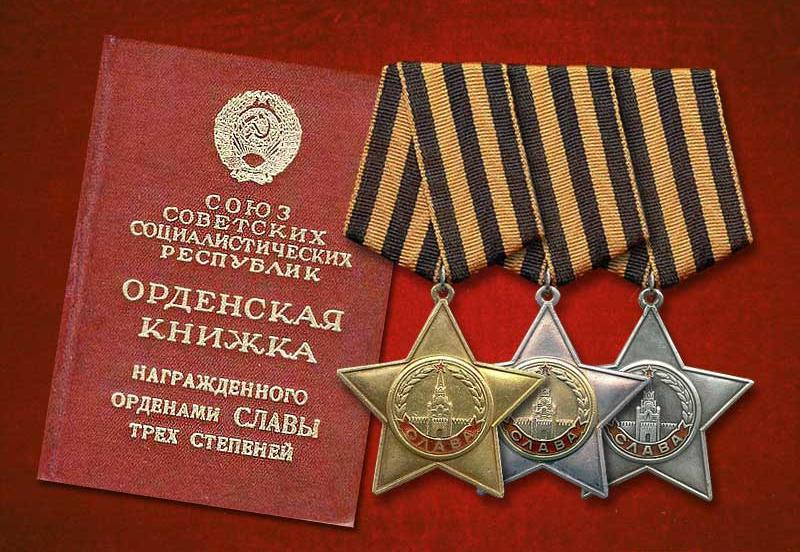 СОЮЗ
СОВЕТСКИХ
СОЦИАЛИСТИЧЕСКИХ
РЕСПУБЛИК
ОРДЕНСКАЯ
КНИЖКА
НАГРАЖДЕННОГО
ОРДЕНАМИ СЛАВЫ
ТРЕХ СТЕПЕНЕЙ
СЛАВА
СЛАВА
СЛАВА